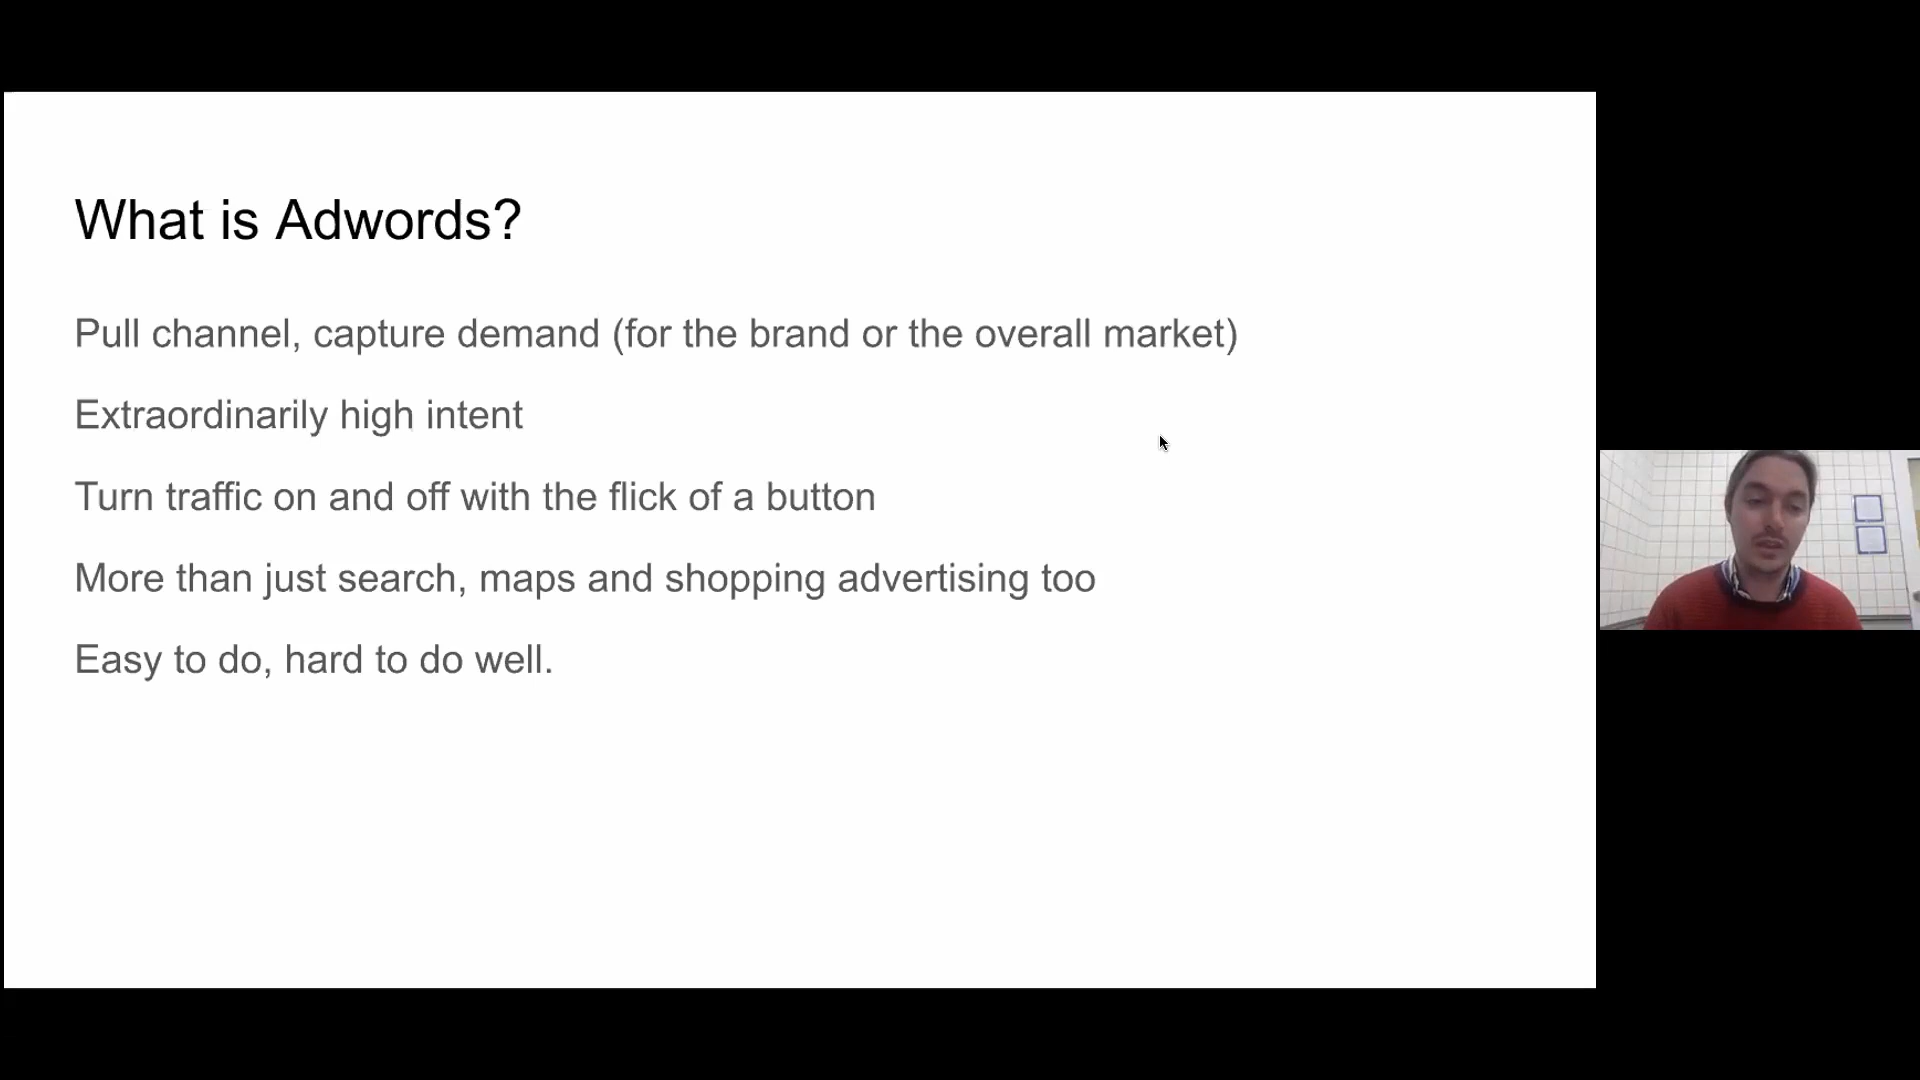 What is Adwords?
Pull channel, capture demand (for the brand or the overall market)
Extraordinarily high intent
Turn traffic on and off with the flick of a button
More than just search, maps and shopping advertising too
Easy to do, hard to do well.